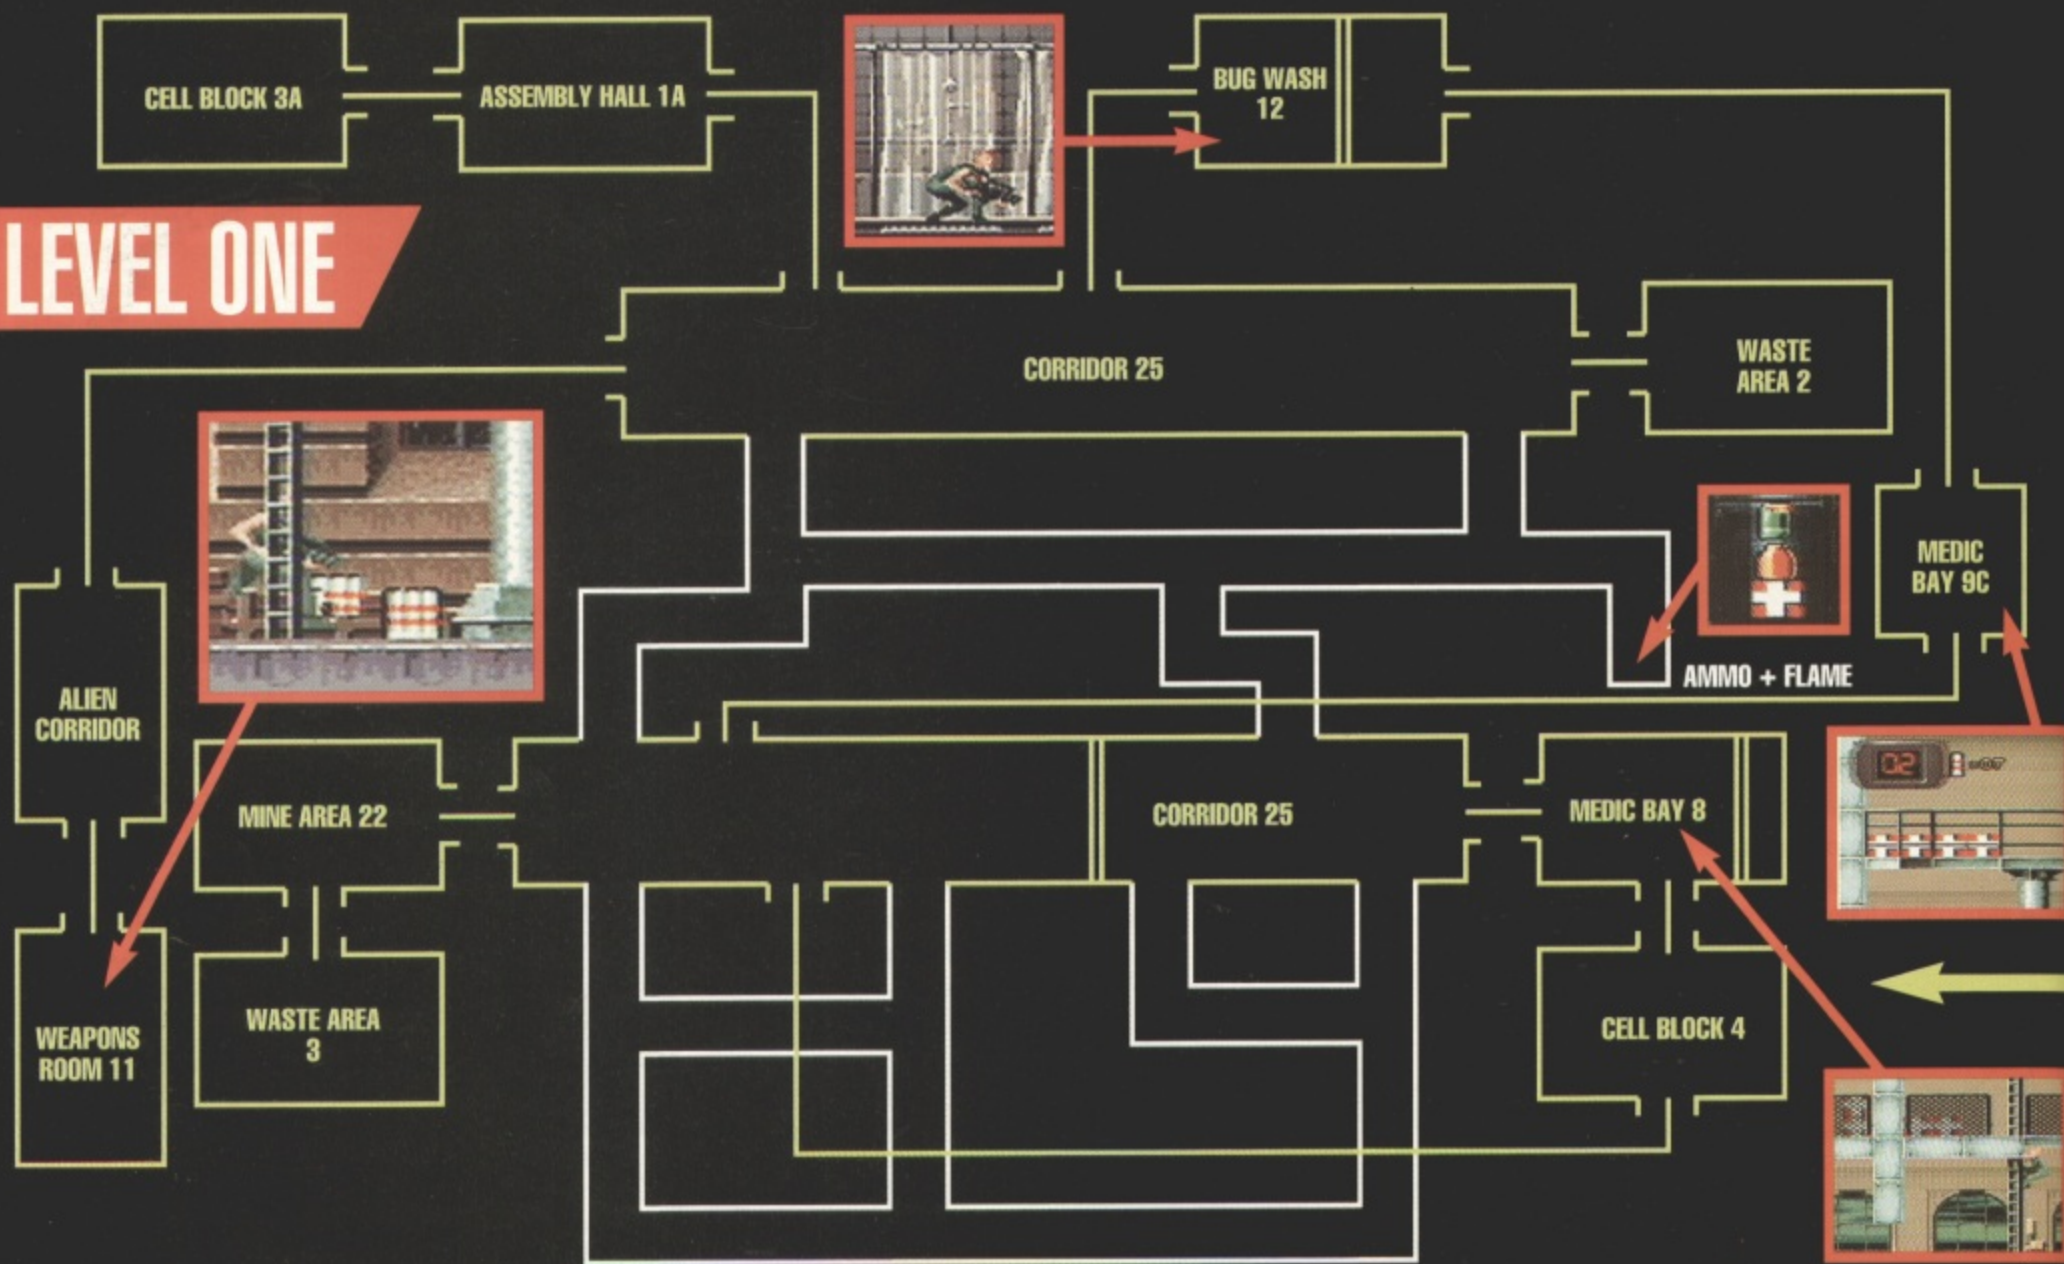 CELL BLOCK 3A
ASSEMBLY HALL 1A
BUG WASH
12
LEVEL ONE
CORRIDOR 25
WASTE
AREA 2
MEDIC
BAY 9C
AMMO + FLAME
ALIEN
CORRIDOR
02
MINE AREA 22
CORRIDOR 25
MEDIC BAY 8
WEAPONS
ROOM 11
WASTE AREA
3
CELL BLOCK 4